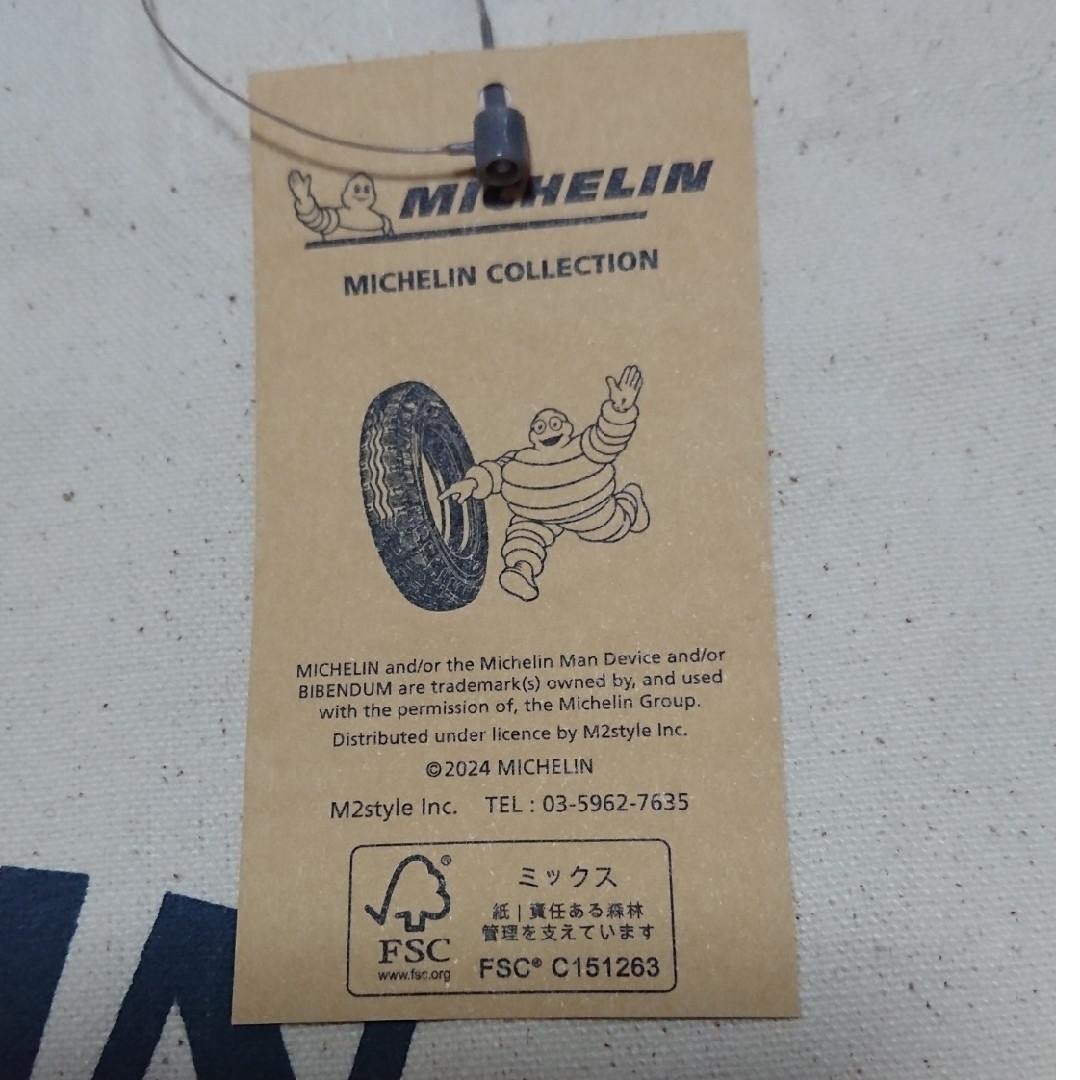 MICHELIN
MICHELIN COLLECTION
MICHELIN and/or the Michelin Man Device and/or
BIBENDUM are trademark(s) owned by, and used
with the permission of, the Michelin Group.
Distributed under licence by M2style Inc.
©2024 MICHELIN
M2style Inc. TEL : 03-5962-7635
ミックス
紙 | 責任ある森林
管理を支えています
FSC
www.fsc.org
FSC® C151263